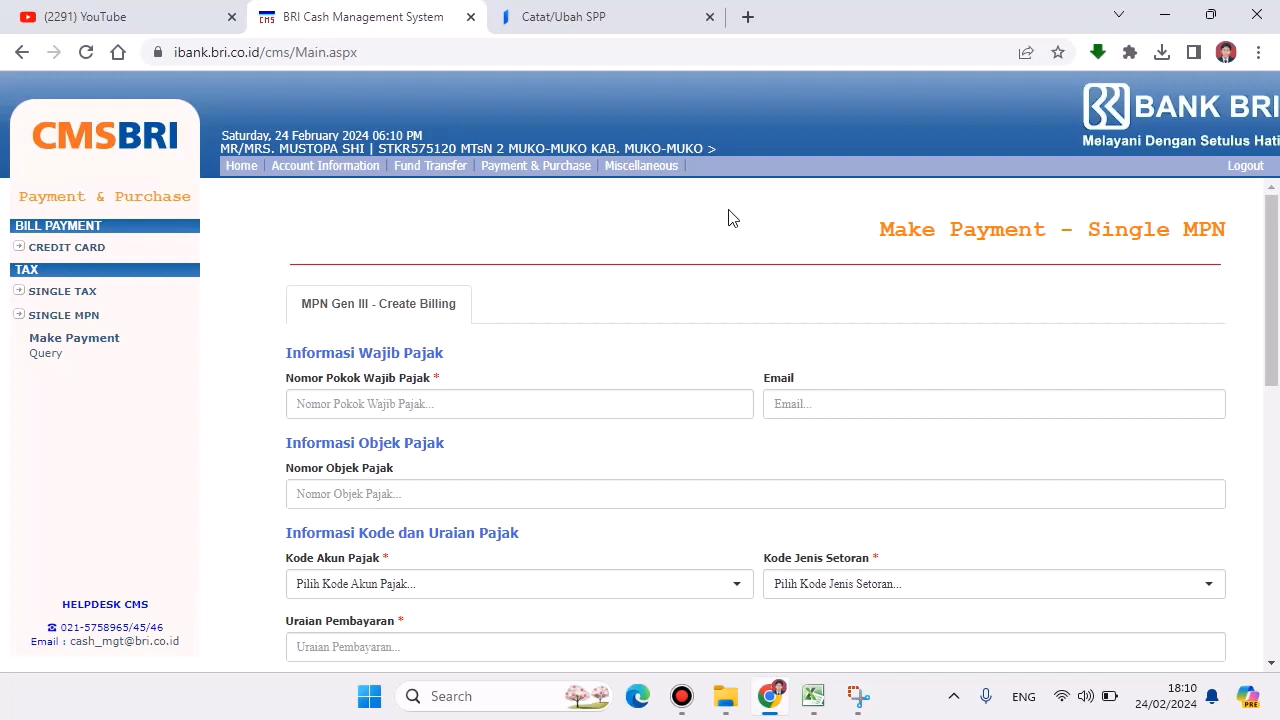 (2291) YouTube
BRI Cash Management System
Catat/Ubah SPP
ibank.bri.co.id/cms/Main.aspx
CMSBRI
BANK BRI
Melayani Dengan Setulus Hati
Saturday, 24 February 2024 06:10 PM
MR/MRS. MUSTOPA SHI | STKR575120 MTsN 2 MUKO-MUKO KAB. MUKO-MUKO >
Home
Account Information
Fund Transfer
Payment & Purchase
Miscellaneous
Logout
Payment & Purchase
BILL PAYMENT
CREDIT CARD
TAX
SINGLE TAX
SINGLE MPN
Make Payment
Query
HELPDESK CMS
☎ 021-5758965/45/46
Email : cash_mgt@bri.co.id
Make Payment - Single MPN
MPN Gen III - Create Billing
Informasi Wajib Pajak
Nomor Pokok Wajib Pajak *
Email
Nomor Pokok Wajib Pajak...
Email...
Informasi Objek Pajak
Nomor Objek Pajak
Nomor Objek Pajak...
Informasi Kode dan Uraian Pajak
Kode Akun Pajak *
Kode Jenis Setoran *
Pilih Kode Akun Pajak...
Pilih Kode Jenis Setoran...
Uraian Pembayaran *
Uraian Pembayaran...
Search
ENG
18:10
24/02/2024
PRE